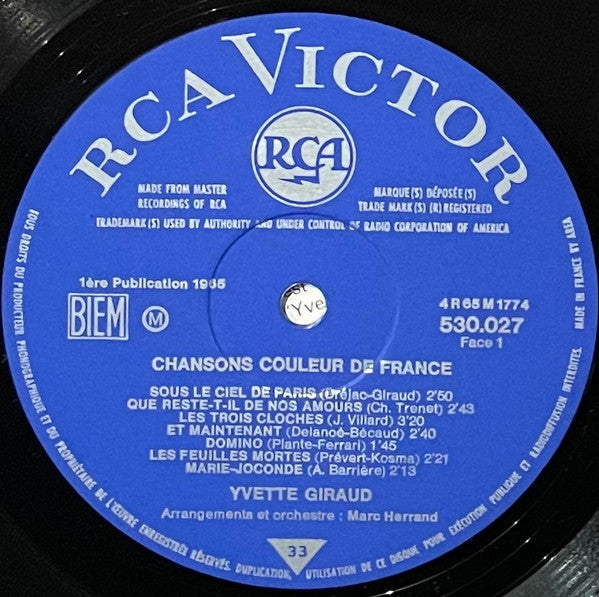 RCA VICTOR
RCA
MADE FROM MASTER
RECORDINGS OF RCA
MARQUE(S) DÉPOSÉE(S)
TRADE MARK(S) (R) REGISTERED
TRADEMARK(S) USED BY AUTHORITY AND UNDER CONTROL OF RADIO CORPORATION OF AMERICA
1ère Publication 1965
BIEM
M
st
Yve
4 R 65 M 1774
530.027
Face 1
CHANSONS COULEUR DE FRANCE
SOUS LE CIEL DE PARIS (Dréjac-Giraud) 2'50
QUE RESTE-T-IL DE NOS AMOURS (Ch. Trenet) 2'43
LES TROIS CLOCHES (J. Villard) 3'20
ET MAINTENANT (Delanoé-Bécaud) 2'40
DOMINO (Plante-Ferrari) 1'45
LES FEUILLES MORTES (Prévert-Kosma) 2'21
MARIE-JOCONDE (A. Barrière) 2'13
YVETTE GIRAUD
Arrangements et orchestre : Marc Herrand
33
TOUS DROITS DU PRODUCTEUR PHONOGRAPHIQUE ET DU PROPRIÉTAIRE DE L'ŒUVRE ENREGISTRÉE RÉSERVÉS. DUPLICATION, UTILISATION DE CE DISQUE POUR EXÉCUTION PUBLIQUE ET RADIODIFFUSION INTERDITES.
MADE IN FRANCE BY AREA